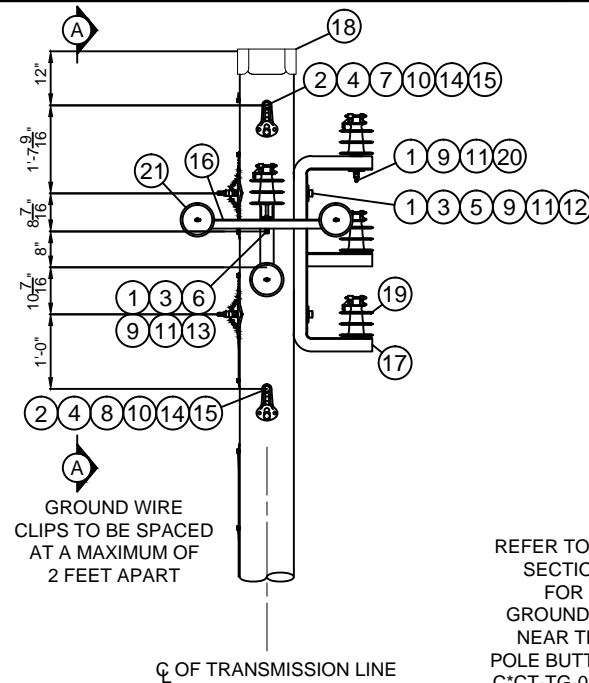 A
18
2 4 7 10 14 15
12"
1'-7 9/16"
1 9 11 20
16
21
8 7/16"
1 3 5 9 11 12
8"
10 7/16"
1 3 6
9 11 13
19
1'-0"
17
2 4 8 10 14 15
A
GROUND WIRE
CLIPS TO BE SPACED
AT A MAXIMUM OF
2 FEET APART
REFER TO
SECTIO
FOR
GROUND
NEAR T
POLE BUTT
C*CT-TG-0
℄ OF TRANSMISSION LINE